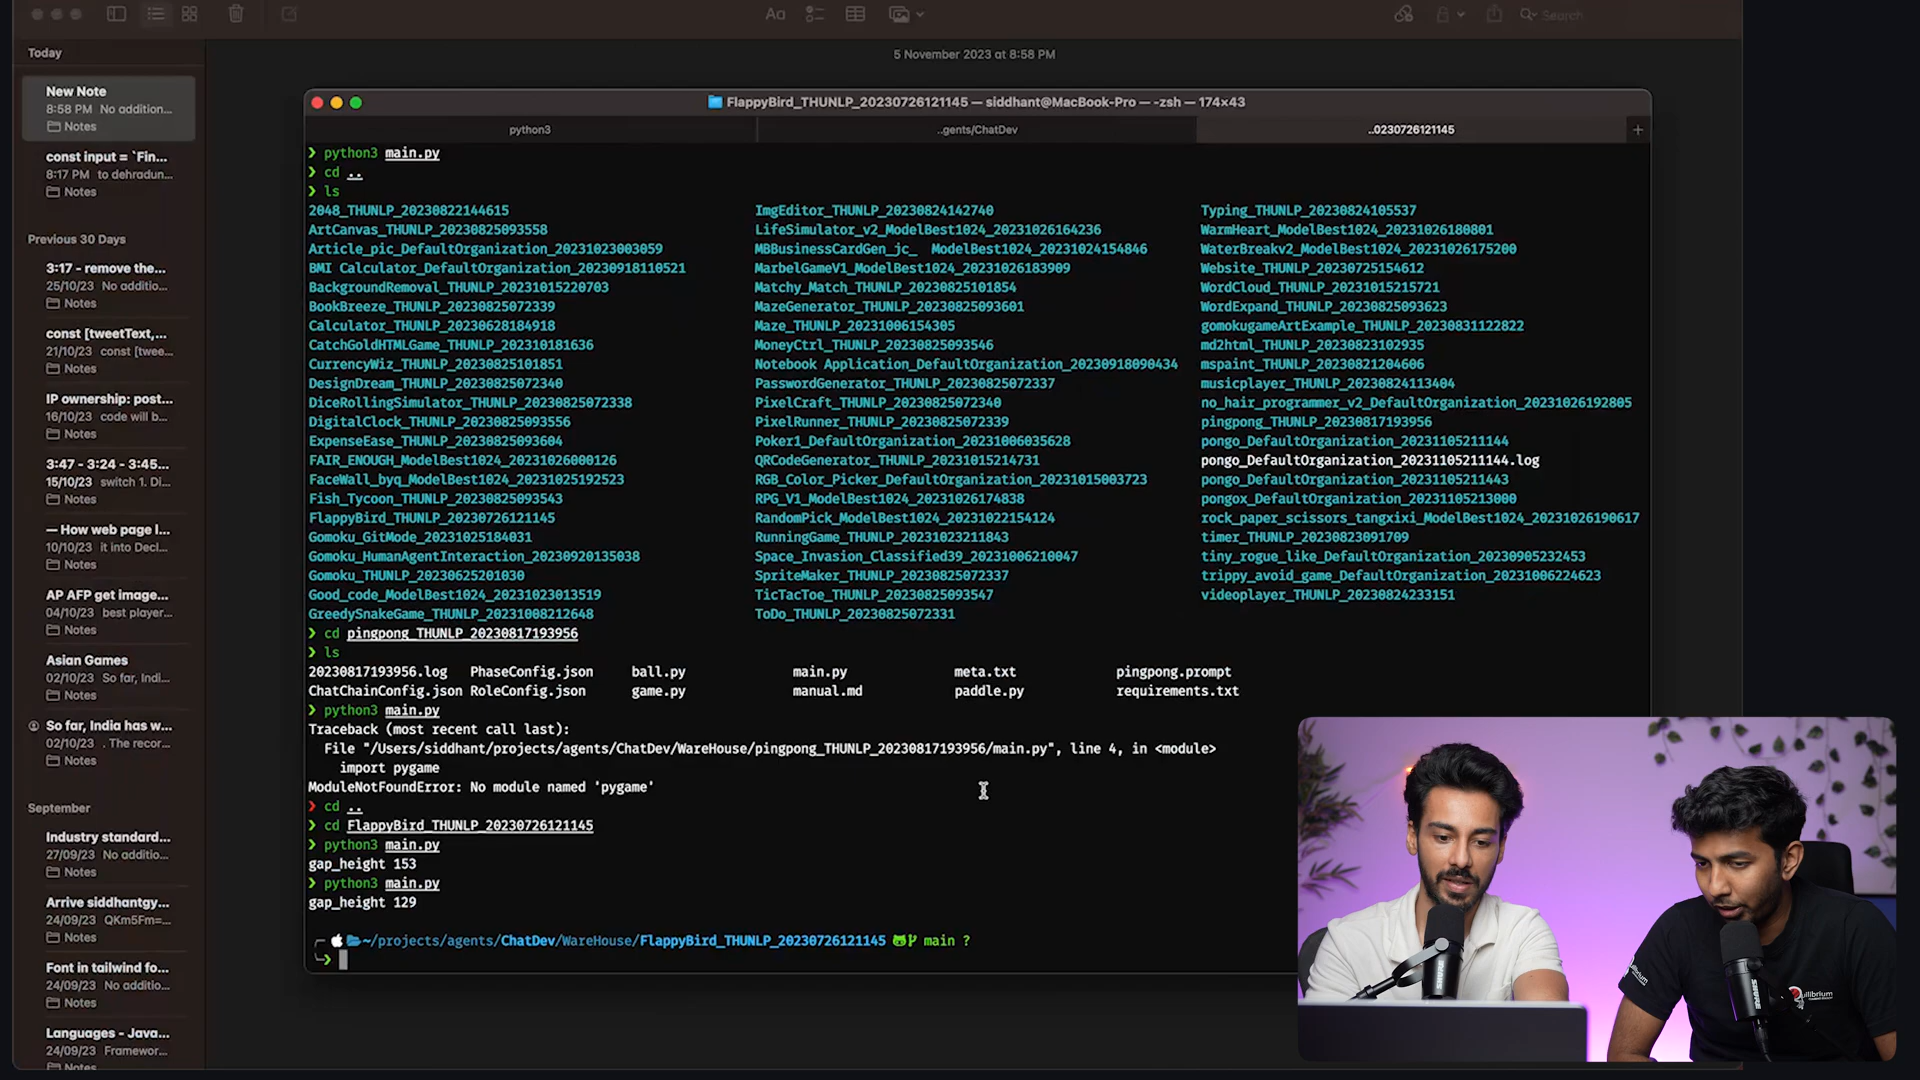 Aa
Search
5 November 2023 at 8:58 PM
Today
New Note
8:58 PM No addition...
Notes
const input = `Fin...
8:17 PM to dehradun...
Notes
Previous 30 Days
3:17 - remove the...
25/10/23 No additio...
Notes
const [tweetText,...
21/10/23 const [twee...
Notes
IP ownership: post...
16/10/23 code will b...
Notes
3:47 - 3:24 - 3:45...
15/10/23 switch 1. Di...
Notes
— How web page l...
10/10/23 it into Decl...
Notes
AP AFP get image...
04/10/23 best player...
Notes
Asian Games
02/10/23 So far, Indi...
Notes
So far, India has w...
02/10/23 . The recor...
Notes
September
Industry standard...
27/09/23 No additio...
Notes
Arrive siddhantgy...
24/09/23 QKm5Fm=...
Notes
Font in tailwind fo...
24/09/23 No additio...
Notes
Languages - Java...
24/09/23 Framewor...
Notes
FlappyBird_THUNLP_20230726121145 — siddhant@MacBook-Pro — -zsh — 174×43
python3 ..gents/ChatDev ..0230726121145 +
❯ python3 main.py
❯ cd ..
❯ ls
2048_THUNLP_20230822144615 ImgEditor_THUNLP_20230824142740 Typing_THUNLP_20230824105537
ArtCanvas_THUNLP_20230825093558 LifeSimulator_v2_ModelBest1024_20231026164236 WarmHeart_ModelBest1024_20231026180801
Article_pic_DefaultOrganization_20231023003059 MBBusinessCardGen_jc_ ModelBest1024_20231024154846 WaterBreakv2_ModelBest1024_20231026175200
BMI Calculator_DefaultOrganization_20230918110521 MarbelGameV1_ModelBest1024_20231026183909 Website_THUNLP_20230725154612
BackgroundRemoval_THUNLP_20231015220703 Matchy_Match_THUNLP_20230825101854 WordCloud_THUNLP_20231015215721
BookBreeze_THUNLP_20230825072339 MazeGenerator_THUNLP_20230825093601 WordExpand_THUNLP_20230825093623
Calculator_THUNLP_20230628184918 Maze_THUNLP_20231006154305 gomokugameArtExample_THUNLP_20230831122822
CatchGoldHTMLGame_THUNLP_202310181636 MoneyCtrl_THUNLP_20230825093546 md2html_THUNLP_20230823102935
CurrencyWiz_THUNLP_20230825101851 Notebook Application_DefaultOrganization_20230918090434 mspaint_THUNLP_20230821204606
DesignDream_THUNLP_20230825072340 PasswordGenerator_THUNLP_20230825072337 musicplayer_THUNLP_20230824113404
DiceRollingSimulator_THUNLP_20230825072338 PixelCraft_THUNLP_20230825072340 no_hair_programmer_v2_DefaultOrganization_20231026192805
DigitalClock_THUNLP_20230825093556 PixelRunner_THUNLP_20230825072339 pingpong_THUNLP_20230817193956
ExpenseEase_THUNLP_20230825093604 Poker1_DefaultOrganization_20231006035628 pongo_DefaultOrganization_20231105211144
FAIR_ENOUGH_ModelBest1024_20231026000126 QRCodeGenerator_THUNLP_20231015214731 pongo_DefaultOrganization_20231105211144.log
FaceWall_byq_ModelBest1024_20231025192523 RGB_Color_Picker_DefaultOrganization_20231015003723 pongo_DefaultOrganization_20231105211443
Fish_Tycoon_THUNLP_20230825093543 RPG_V1_ModelBest1024_20231026174838 pongox_DefaultOrganization_20231105213000
FlappyBird_THUNLP_20230726121145 RandomPick_ModelBest1024_20231022154124 rock_paper_scissors_tangxixi_ModelBest1024_20231026190617
Gomoku_GitMode_20231025184031 RunningGame_THUNLP_20231023211843 timer_THUNLP_20230823091709
Gomoku_HumanAgentInteraction_20230920135038 Space_Invasion_Classified39_20231006210047 tiny_rogue_like_DefaultOrganization_20230905232453
Gomoku_THUNLP_20230625201030 SpriteMaker_THUNLP_20230825072337 trippy_avoid_game_DefaultOrganization_20231006224623
Good_code_ModelBest1024_20231023013519 TicTacToe_THUNLP_20230825093547 videoplayer_THUNLP_20230824233151
GreedySnakeGame_THUNLP_20231008212648 ToDo_THUNLP_20230825072331
❯ cd pingpong_THUNLP_20230817193956
❯ ls
20230817193956.log PhaseConfig.json ball.py main.py meta.txt pingpong.prompt
ChatChainConfig.json RoleConfig.json game.py manual.md paddle.py requirements.txt
❯ python3 main.py
Traceback (most recent call last):
File "/Users/siddhant/projects/agents/ChatDev/WareHouse/pingpong_THUNLP_20230817193956/main.py", line 4, in <module>
import pygame
ModuleNotFoundError: No module named 'pygame'
❯ cd ..
❯ cd FlappyBird_THUNLP_20230726121145
❯ python3 main.py
gap_height 153
❯ python3 main.py
gap_height 129
~/projects/agents/ChatDev/WareHouse/FlappyBird_THUNLP_20230726121145 main ?
❯
SHURE
SHURE